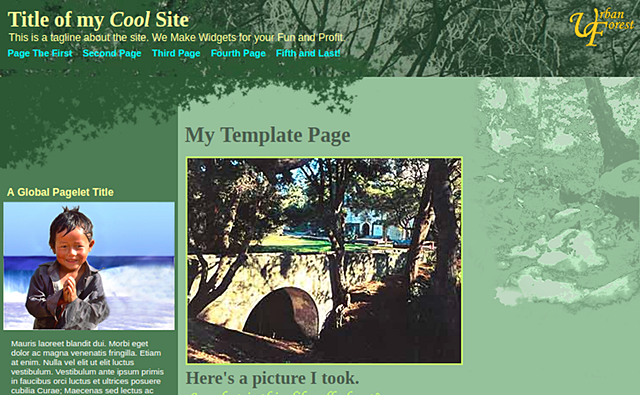 Title of my Cool Site
This is a tagline about the site. We Make Widgets for your Fun and Profit
Page The First Second Page Third Page Fourth Page Fifth and Last!
Urban
Forest
My Template Page
A Global Pagelet Title
Mauris laoreet blandit dui. Morbi eget
dolor ac magna venenatis fringilla. Etiam
at enim. Nulla vel elit ut elit luctus
vestibulum. Vestibulum ante ipsum primis
in faucibus orci luctus et ultrices posuere
cubilia Curae; Maecenas sed lectus ac
Here's a picture I took.